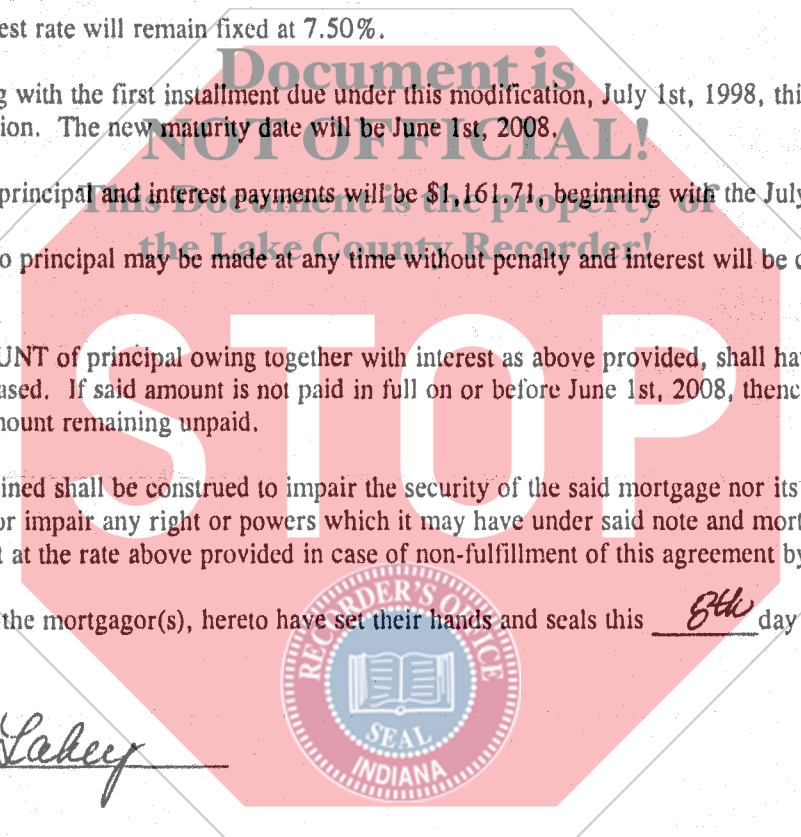 est rate will remain fixed at 7.50%.
Document is
g with the first installment due under this modification, July 1st, 1998, thi
ion. The new maturity date will be June 1st, 2008.
NOT OFFICIAL!
principal and interest payments will be $1,161.71, beginning with the July
This Document is the property of
the Lake County Recorder!
o principal may be made at any time without penalty and interest will be c
STOP
UNT of principal owing together with interest as above provided, shall hav
ased. If said amount is not paid in full on or before June 1st, 2008, thenc
nount remaining unpaid.
ined shall be construed to impair the security of the said mortgage nor its
or impair any right or powers which it may have under said note and mort
t at the rate above provided in case of non-fulfillment of this agreement by
the mortgagor(s), hereto have set their hands and seals this 8th day
RECORDER'S OFFICE
SEAL
INDIANA
Lahey